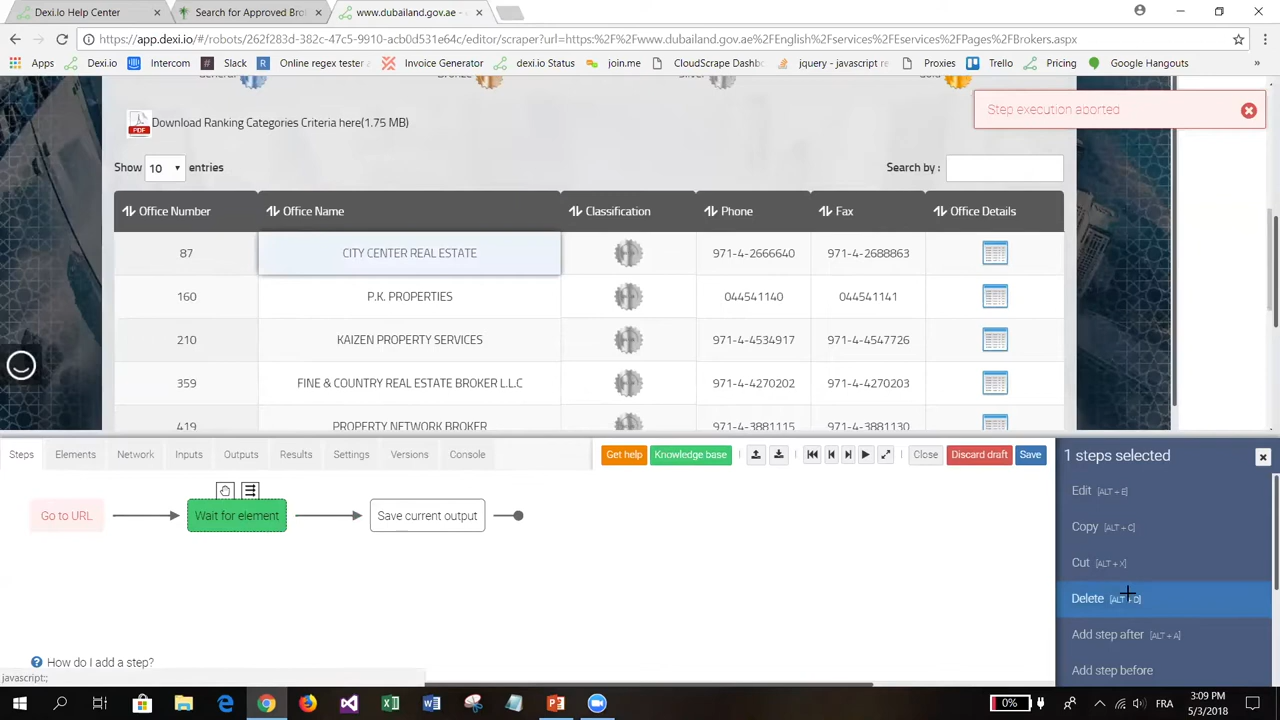 Dexi.Io Help Center
Search for Approved Bro
www.dubailand.gov.ae -
https://app.dexi.io/#/robots/262f283d-382c-47c5-9910-acb0d531e64c/editor/scraper?url=https:%2F%2Fwww.dubailand.gov.ae%2FEnglish%2FServices%2FEservices%2FPages%2FBrokers.aspx
Apps Dexi.io Intercom Slack Online regex tester Invoice Generator dexi.io Status join.me CloudScrape formu jquery - javascript re Proxies Trello Pricing Google Hangouts »
Step execution aborted
PDF Download Ranking Categories Criteria here(1.75 MB)
Show 10 entries Search by :
Office Number Office Name Classification Phone Fax Office Details
87 CITY CENTER REAL ESTATE 971-4-2666640 971-4-2688863
160 P.K. PROPERTIES 044541140 044541141
210 KAIZEN PROPERTY SERVICES 971-4-4534917 971-4-4547726
359 FINE & COUNTRY REAL ESTATE BROKER L.L.C 971-4-4270202 971-4-4270203
419 PROPERTY NETWORK BROKER 971-4-3881115 971-4-3881130
Steps Elements Network Inputs Outputs Results Settings Versions Console Get help Knowledge base Close Discard draft Save
1 steps selected
Edit [ALT + E]
Go to URL Wait for element Save current output
Copy [ALT + C]
Cut [ALT + X]
Delete [ALT + D]
Add step after [ALT + A]
How do I add a step?
Add step before
javascript:;
0% FRA 3:09 PM
5/3/2018